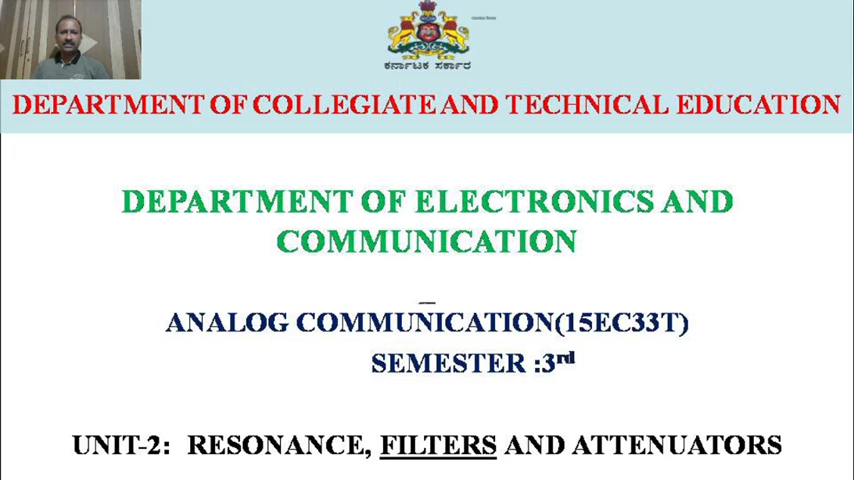 ಕರ್ನಾಟಕ ಸರ್ಕಾರ
DEPARTMENT OF COLLEGIATE AND TECHNICAL EDUCATION
DEPARTMENT OF ELECTRONICS AND
COMMUNICATION
ANALOG COMMUNICATION(15EC33T)
SEMESTER :3rd
UNIT-2: RESONANCE, FILTERS AND ATTENUATORS